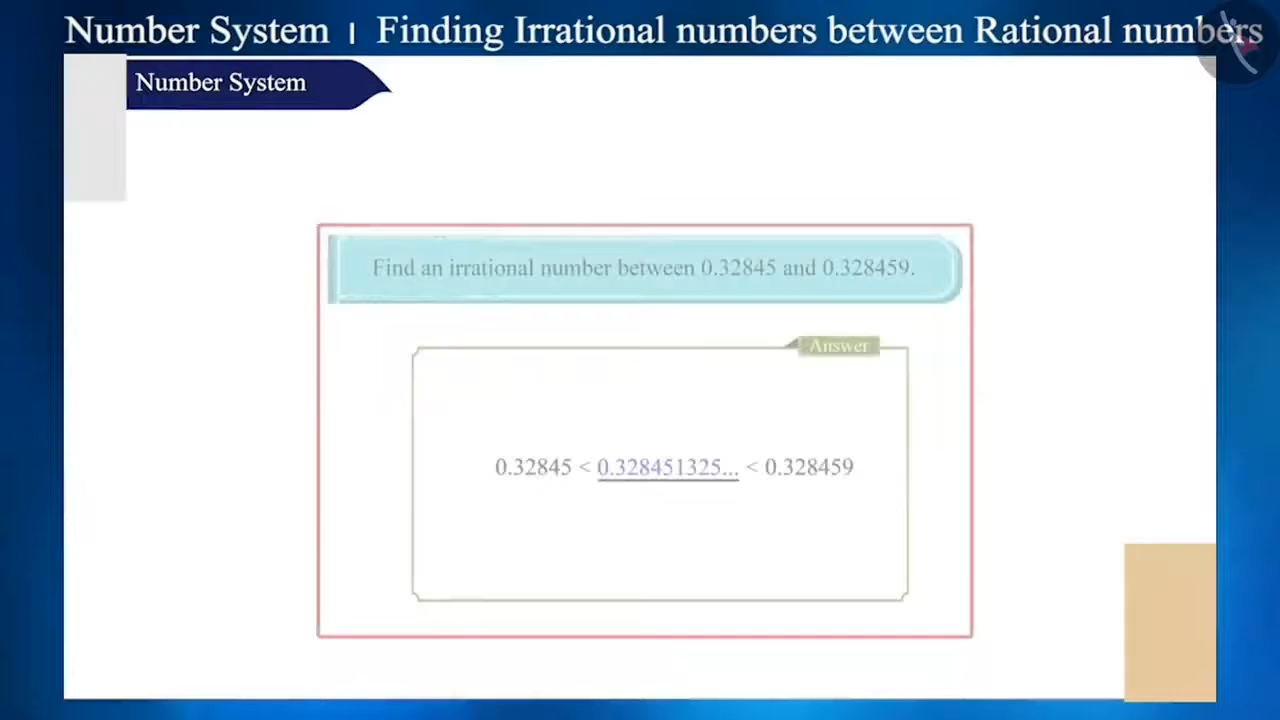 Number System | Finding Irrational numbers between Rational numbers
Number System
Find an irrational number between 0.32845 and 0.328459.
Answer
0.32845 < 0.328451325... < 0.328459